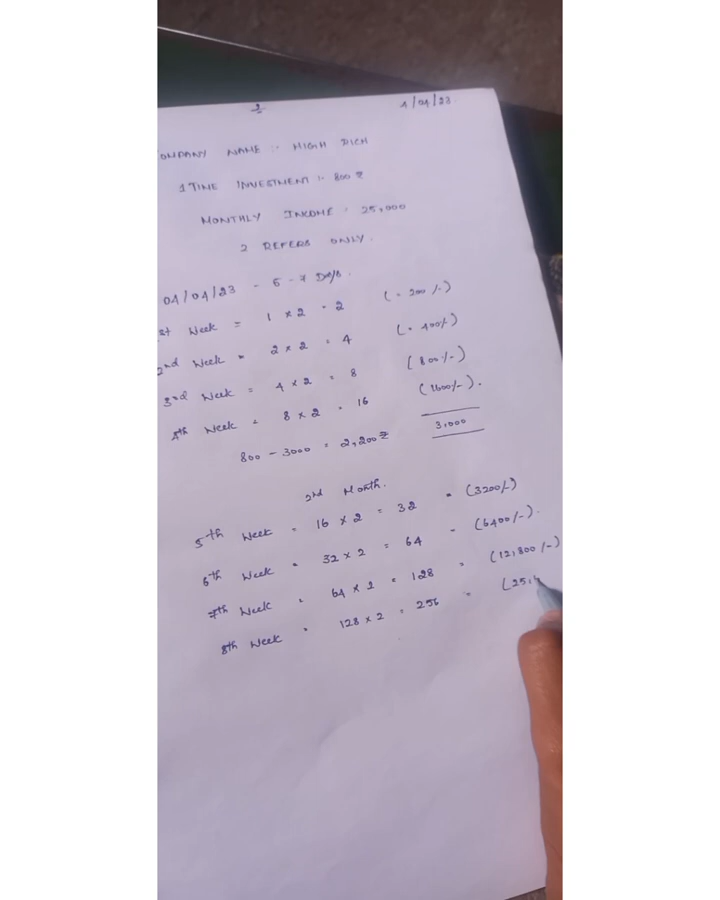 2
1/04/23.
OMPANY NAME :- HIGH RICH
1 TIME INVESTMENT :- 800 ₹
MONTHLY INCOME : 25,000
2 REFERS ONLY.
01/04/23 - 5 - 7 Days.
1st Week = 1 x 2 = 2 (= 200/-)
2nd Week = 2 x 2 = 4 (= 400/-)
3rd Week = 4 x 2 = 8 (800/-)
4th Week = 8 x 2 = 16 (1600/-).
800 - 3000 = 2,200 ₹ 3,000
2nd Month.
5th Week = 16 x 2 = 32 = (3200/-)
6th Week = 32 x 2 = 64 = (6400/-).
7th Week = 64 x 2 = 128 = (12,800/-)
8th Week = 128 x 2 = 256 = (25,